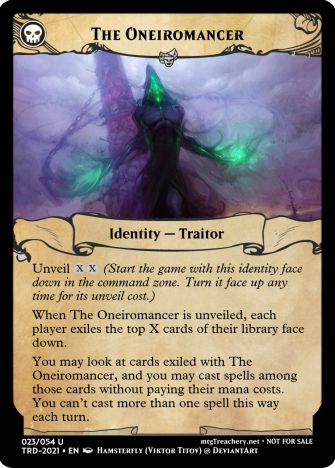 The Oneiromancer
Identity — Traitor
Unveil X X (Start the game with this identity face
down in the command zone. Turn it face up any
time for its unveil cost.)
When The Oneiromancer is unveiled, each
player exiles the top X cards of their library face
down.
You may look at cards exiled with The
Oneiromancer, and you may cast spells among
those cards without paying their mana costs.
You can't cast more than one spell this way
each turn.
023/054 U
mtgTreachery.net • NOT FOR SALE
TRD•2021 • EN Hamsterfly (Viktor Titov) @ DeviantArt